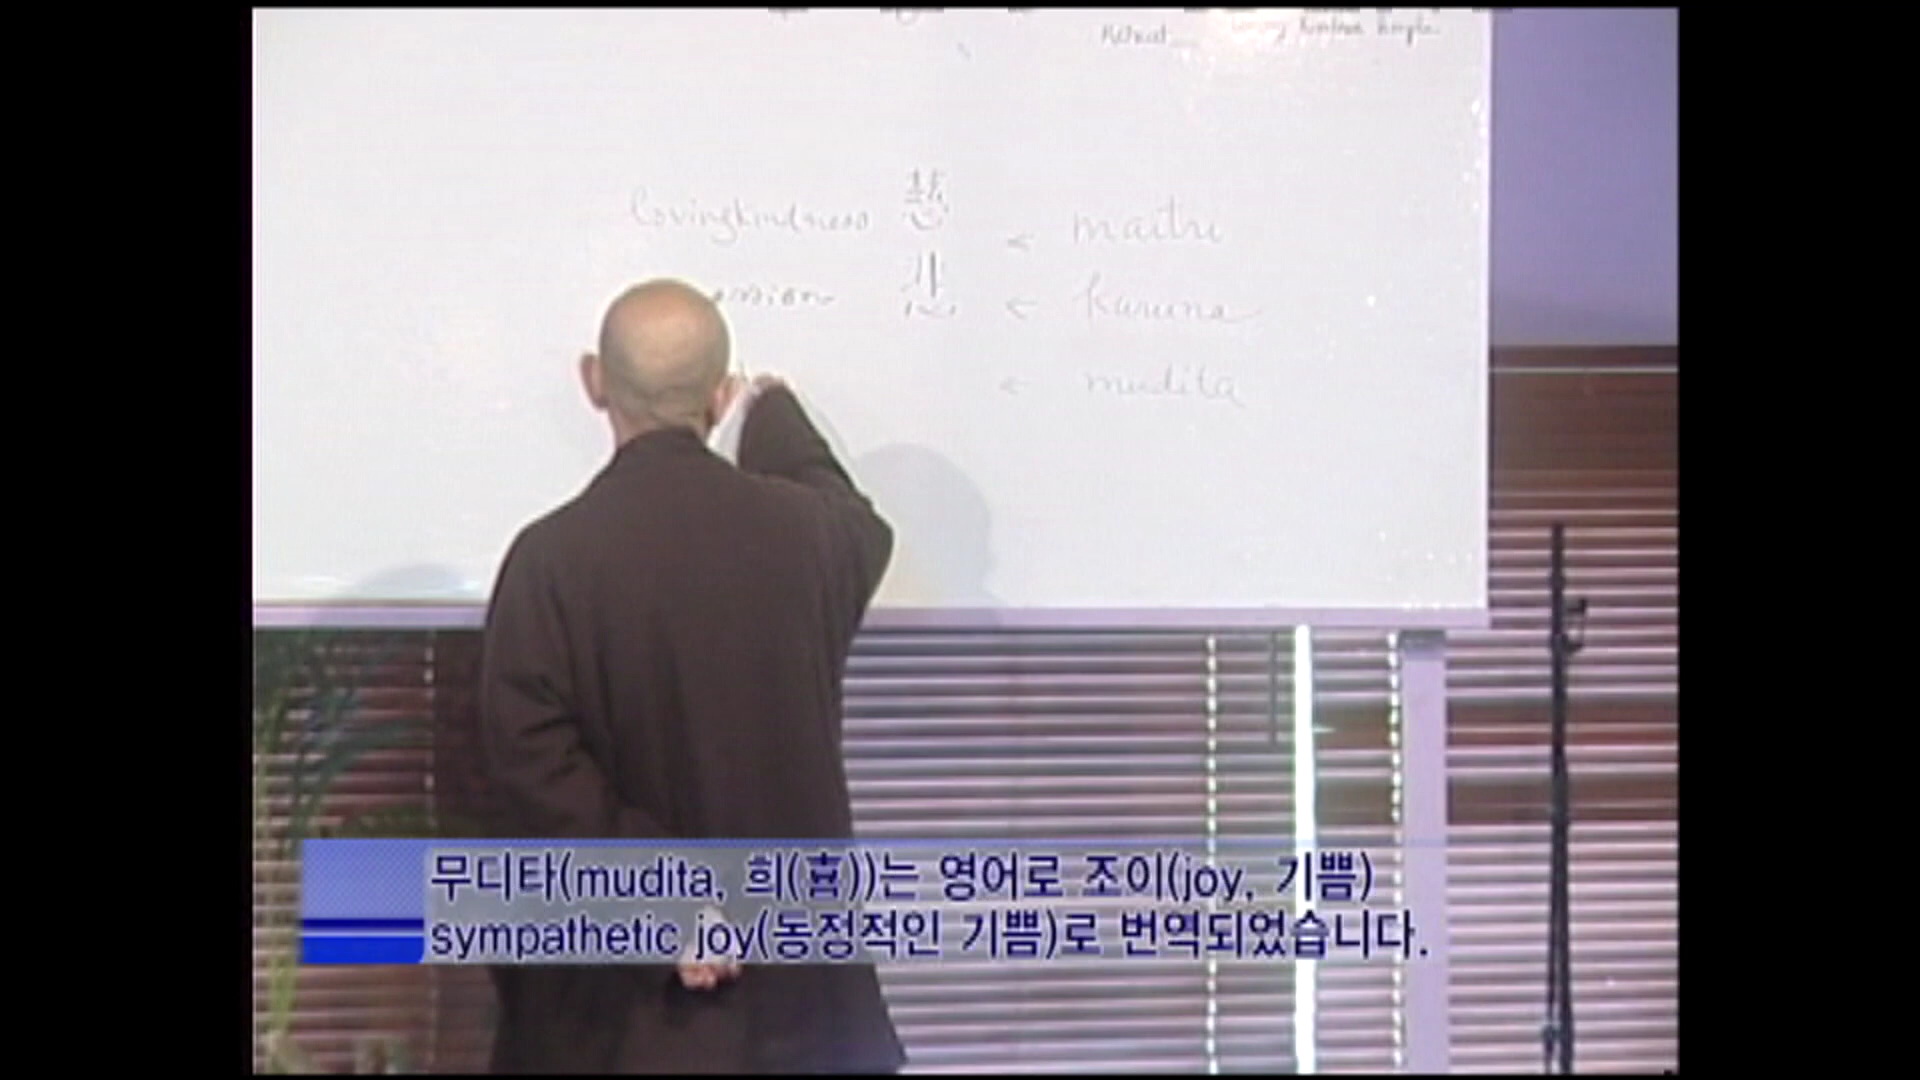 lovingkindness 慈 ← maitri
悲 ← karuna
← mudita
무디타(mudita, 희(喜))는 영어로 조이(joy, 기쁨)
sympathetic joy(동정적인 기쁨)로 번역되었습니다.